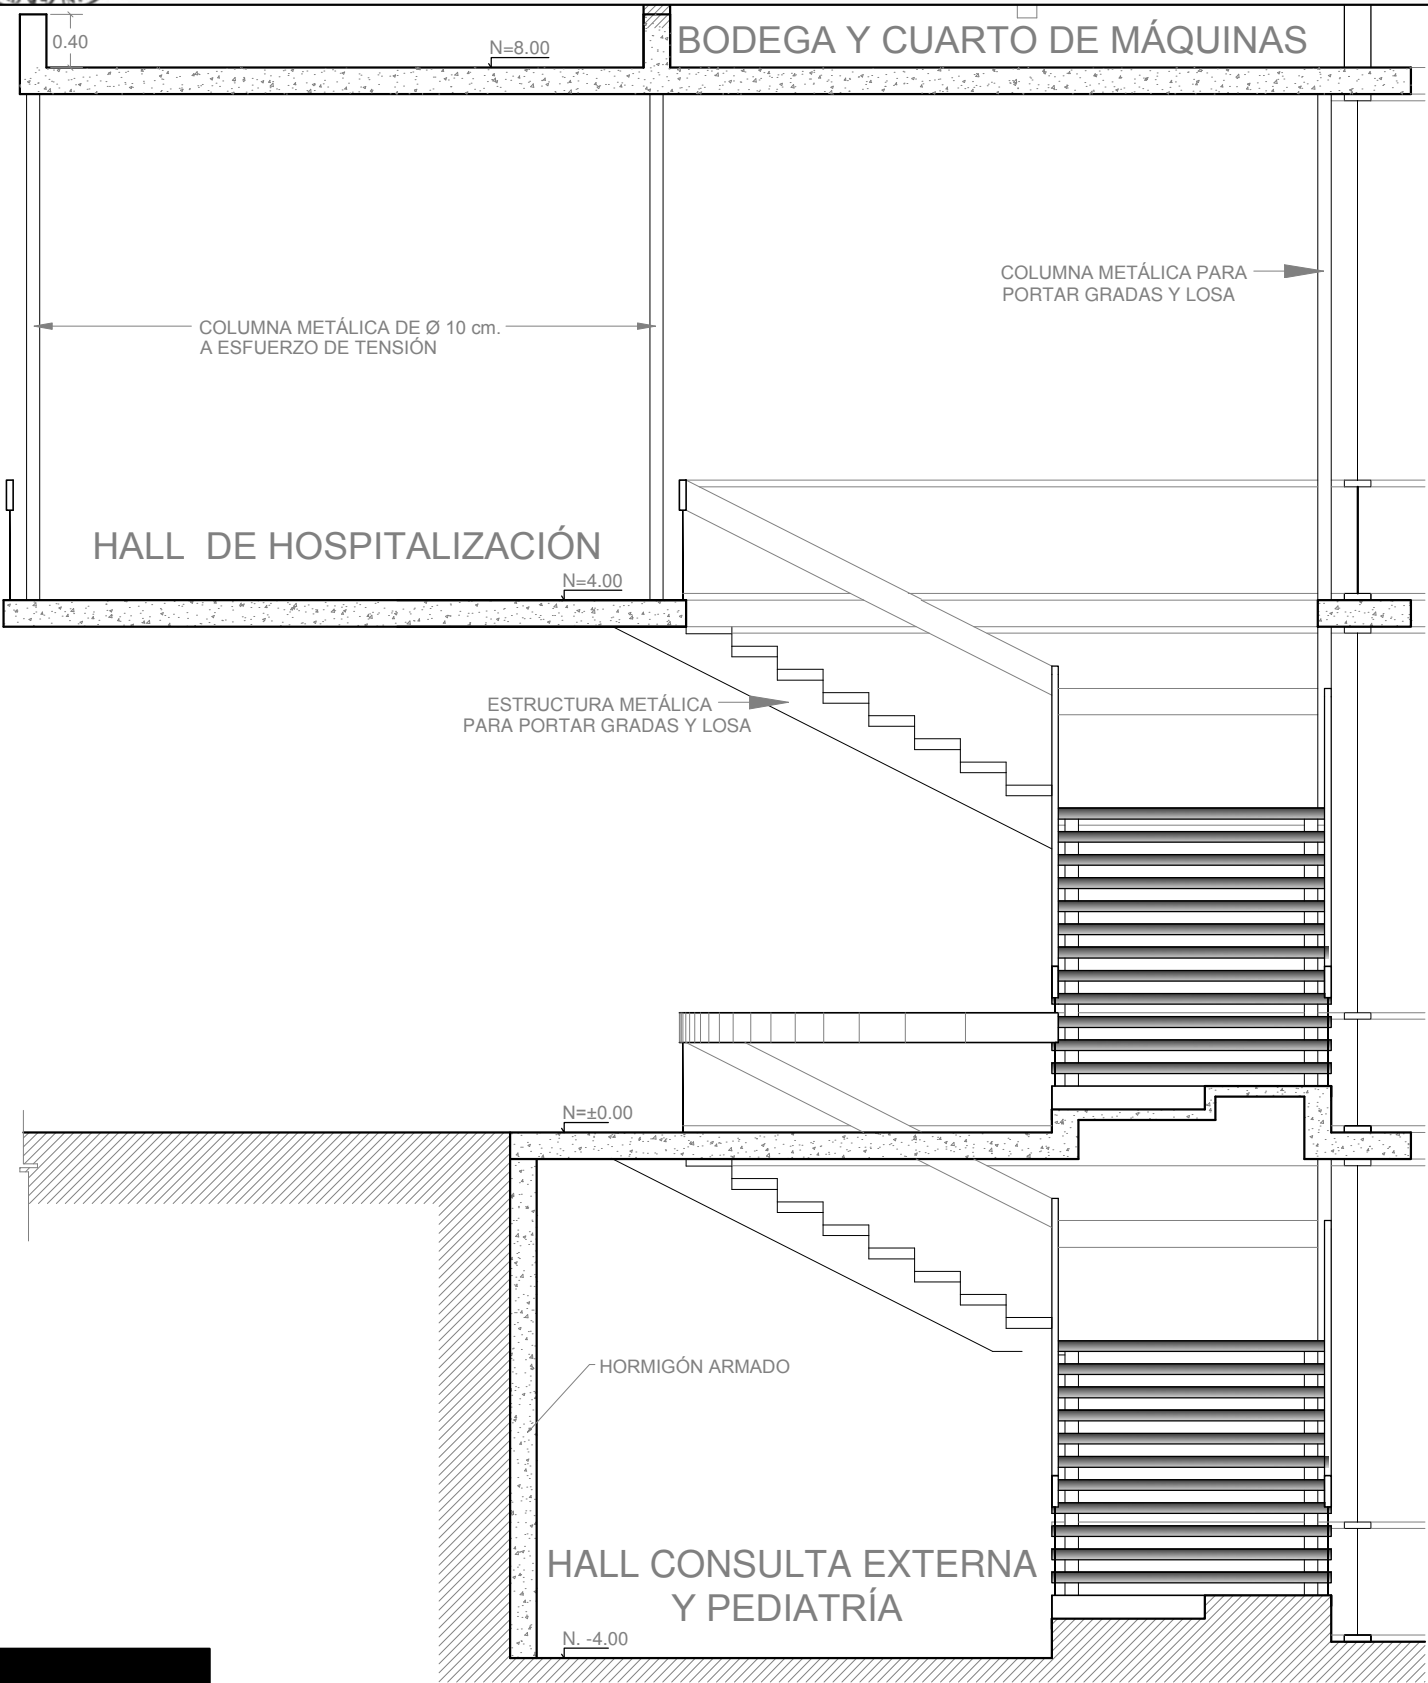 0.40
N=8.00
BODEGA Y CUARTO DE MÁQUINAS
COLUMNA METÁLICA PARA
PORTAR GRADAS Y LOSA
COLUMNA METÁLICA DE Ø 10 cm.
A ESFUERZO DE TENSIÓN
HALL DE HOSPITALIZACIÓN
N=4.00
ESTRUCTURA METÁLICA
PARA PORTAR GRADAS Y LOSA
N=±0.00
HORMIGÓN ARMADO
HALL CONSULTA EXTERNA
Y PEDIATRÍA
N. -4.00